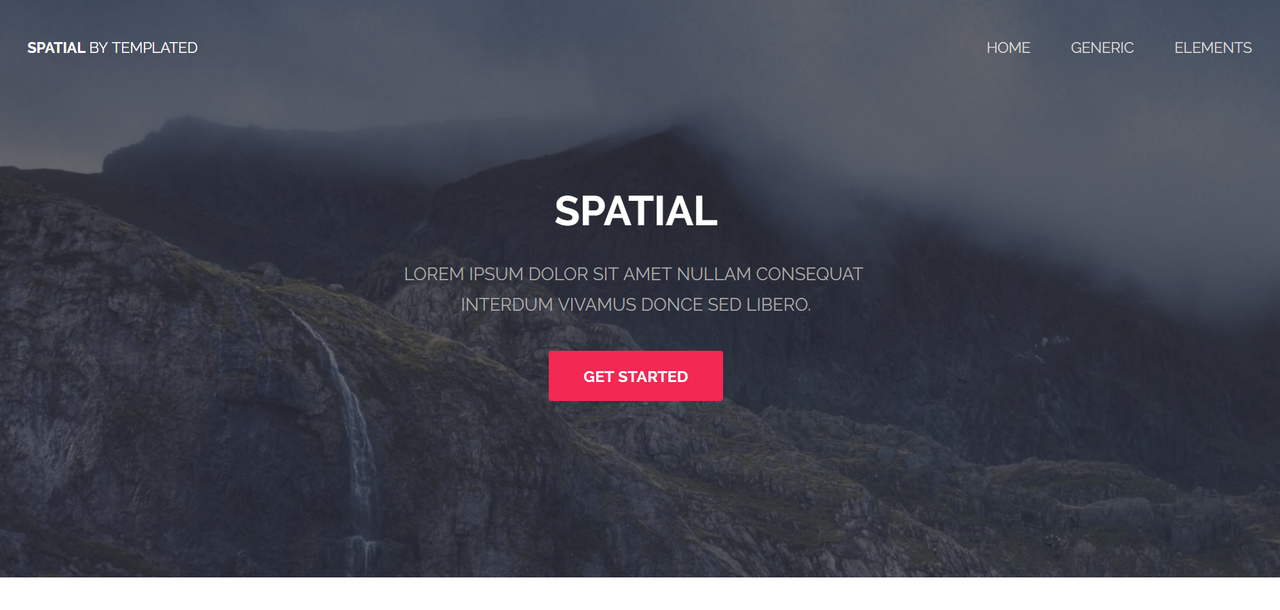 SPATIAL BY TEMPLATED
HOME GENERIC ELEMENTS
SPATIAL
LOREM IPSUM DOLOR SIT AMET NULLAM CONSEQUAT
INTERDUM VIVAMUS DONCE SED LIBERO.
GET STARTED